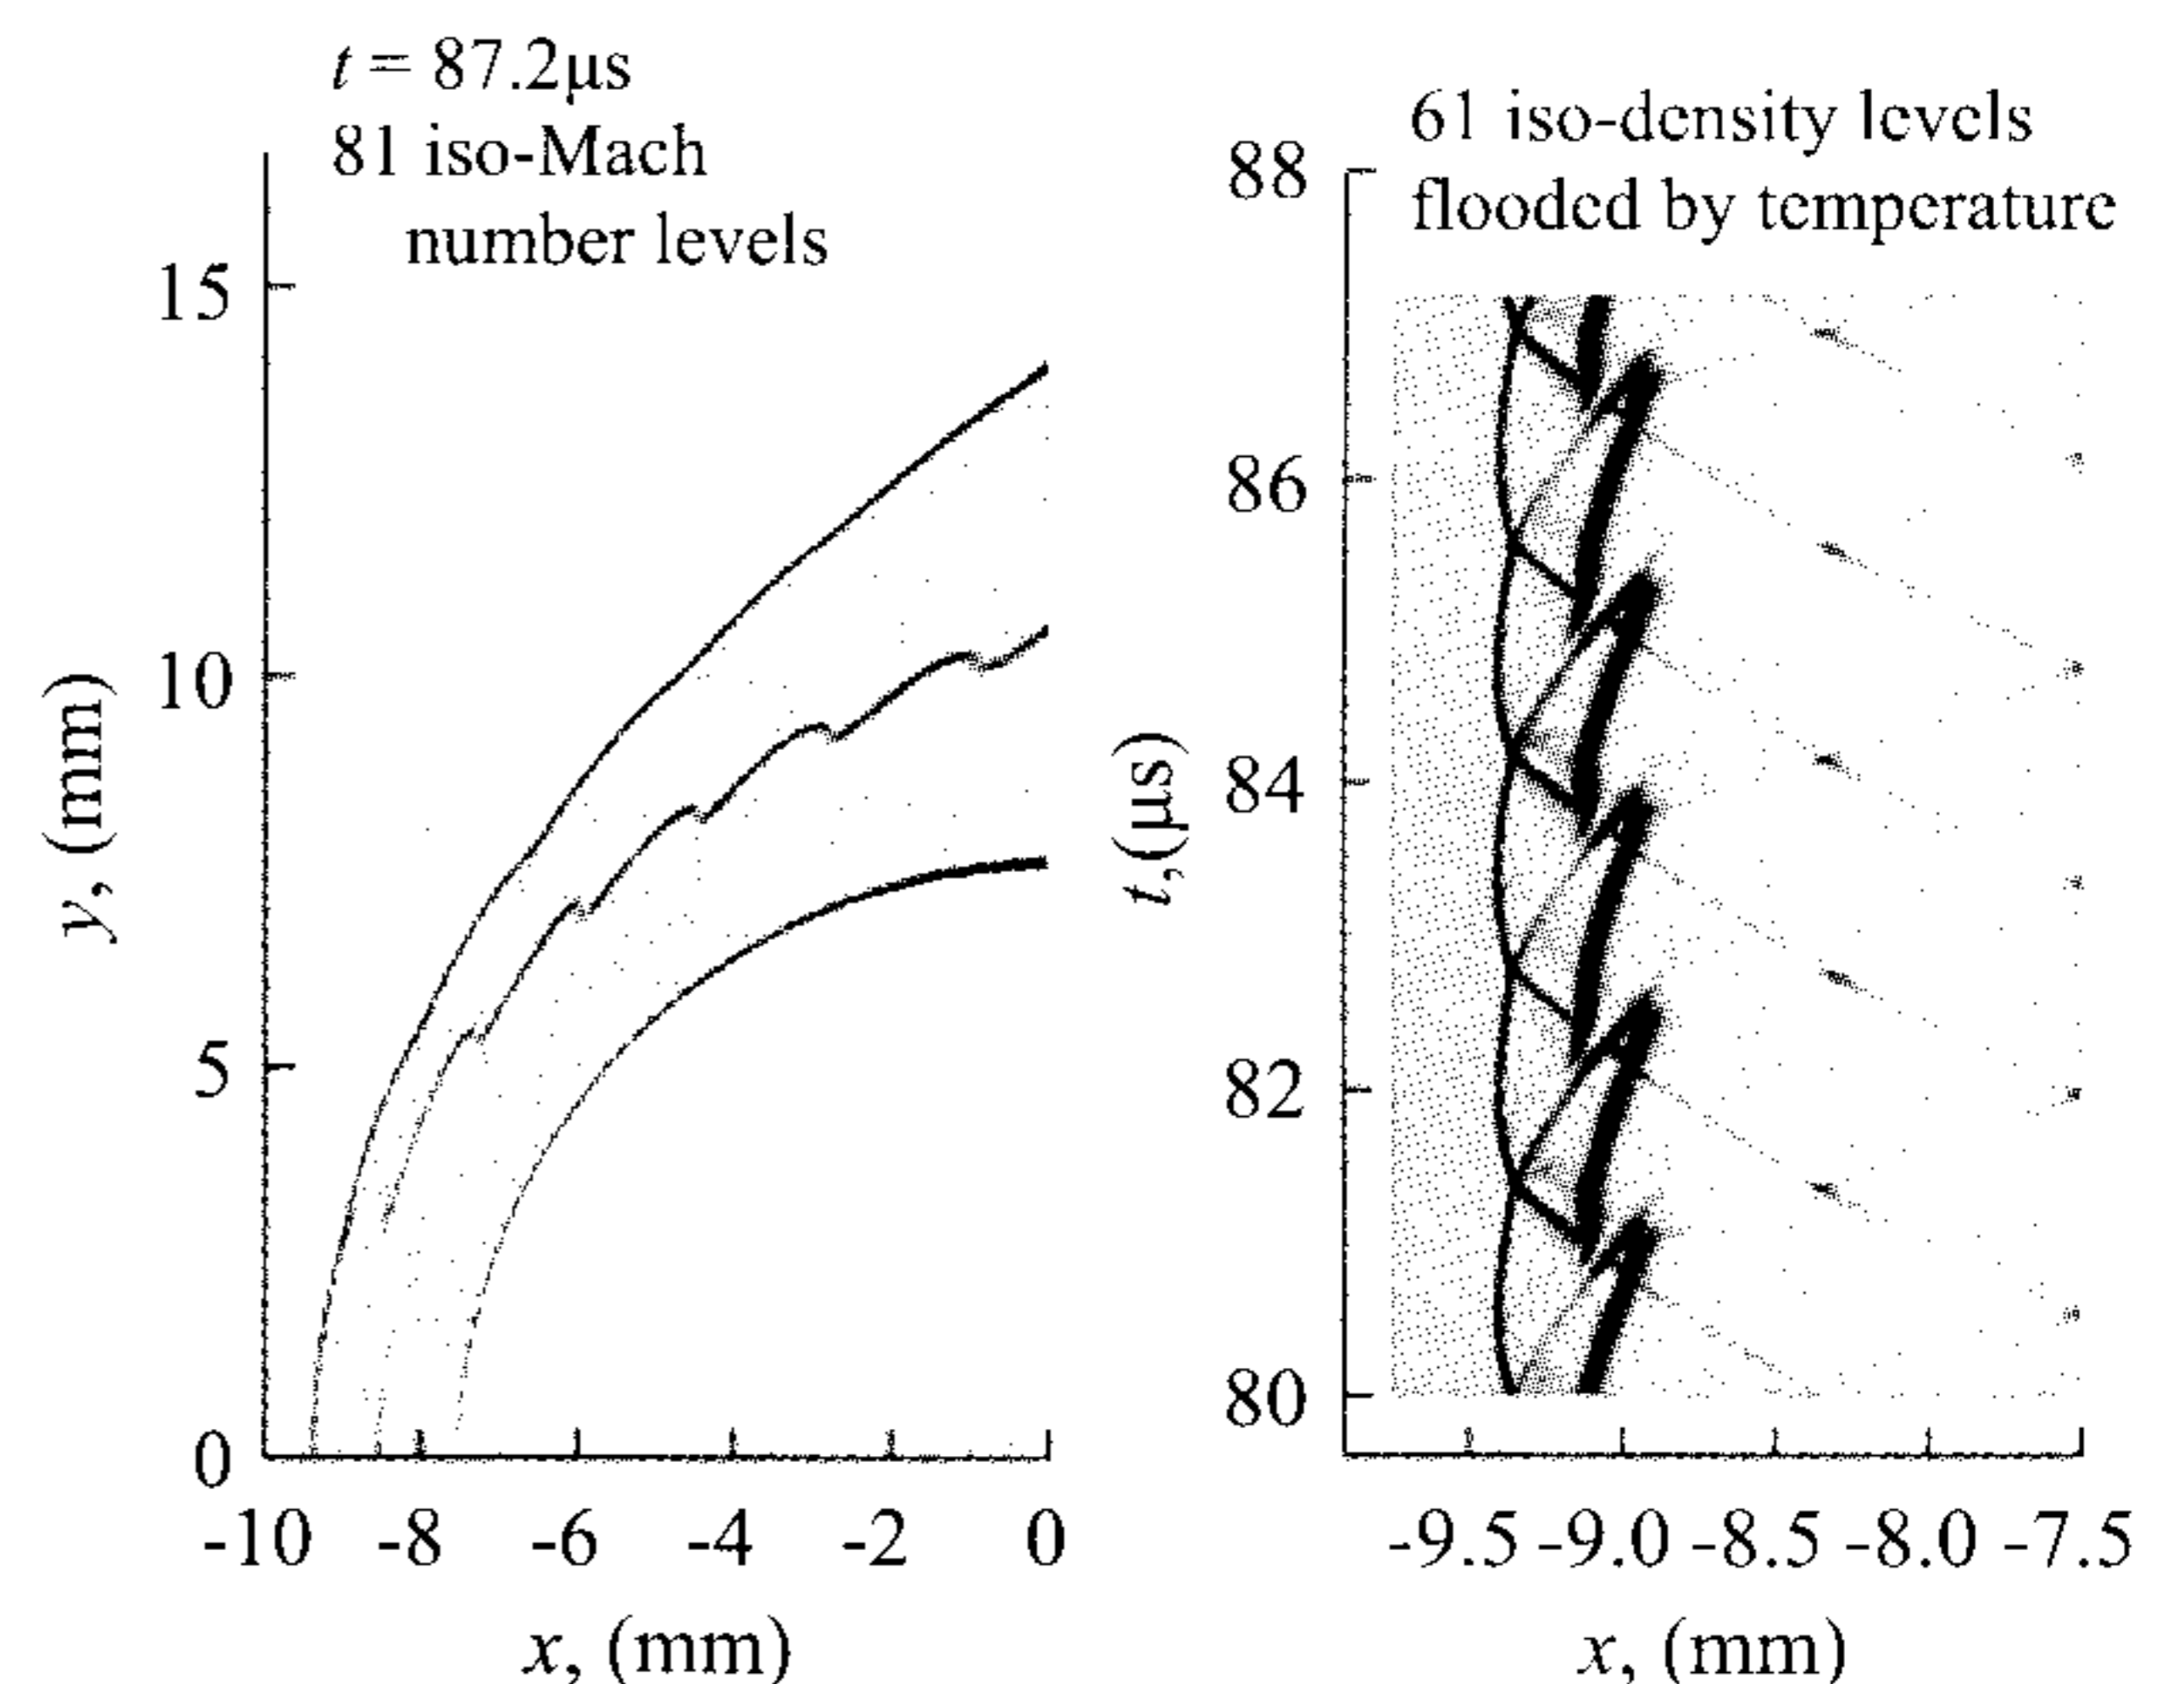 t = 87.2μs
81 iso-Mach
number levels
15
10
5
0
-10 -8 -6 -4 -2 0
y, (mm)
x, (mm)
61 iso-density levels
flooded by temperature
88
86
84
82
80
-9.5 -9.0 -8.5 -8.0 -7.5
t,(μs)
x, (mm)